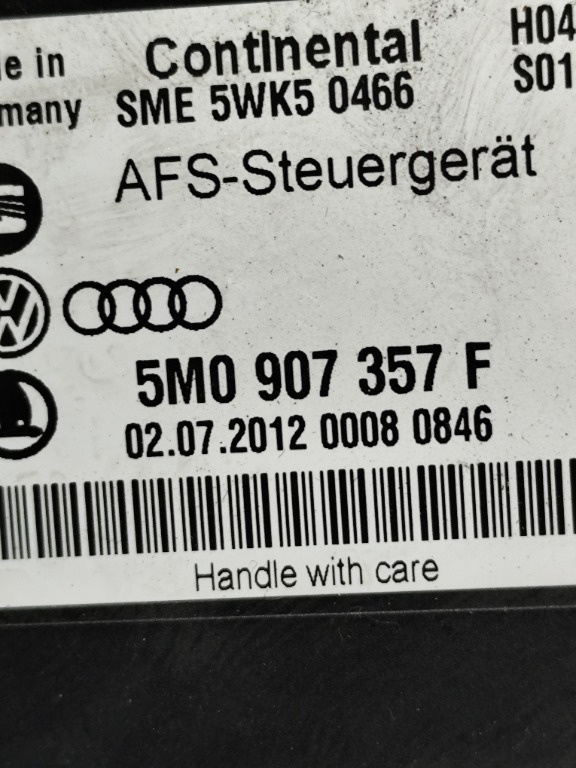 de in
Continental
H04
many
SME 5WK5 0466
S01
AFS-Steuergerät
5M0 907 357 F
02.07.2012 0008 0846
Handle with care